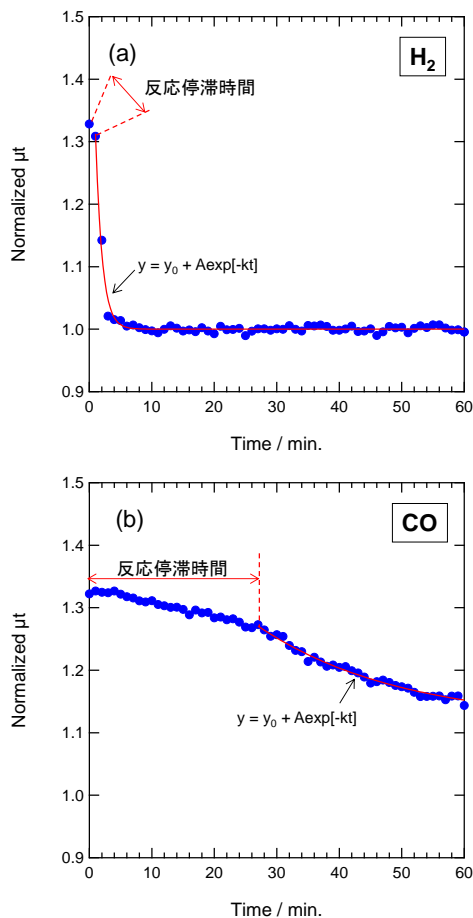 (a)
H₂
反応停滞時間
y = y₀ + Aexp[-kt]
Normalized µt
1.5
1.4
1.3
1.2
1.1
1.0
0.9
0
10
20
30
40
50
60
Time / min.
(b)
CO
反応停滞時間
y = y₀ + Aexp[-kt]
Normalized µt
1.5
1.4
1.3
1.2
1.1
1.0
0.9
0
10
20
30
40
50
60
Time / min.